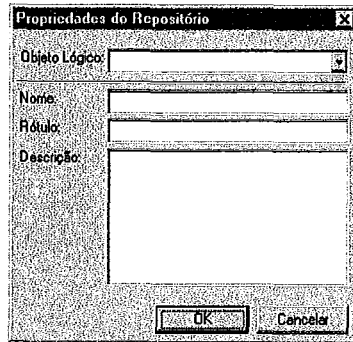 Propriedades do Repositório
Objeto Lógico:
Nome:
Rótulo:
Descrição:
OK
Cancelar